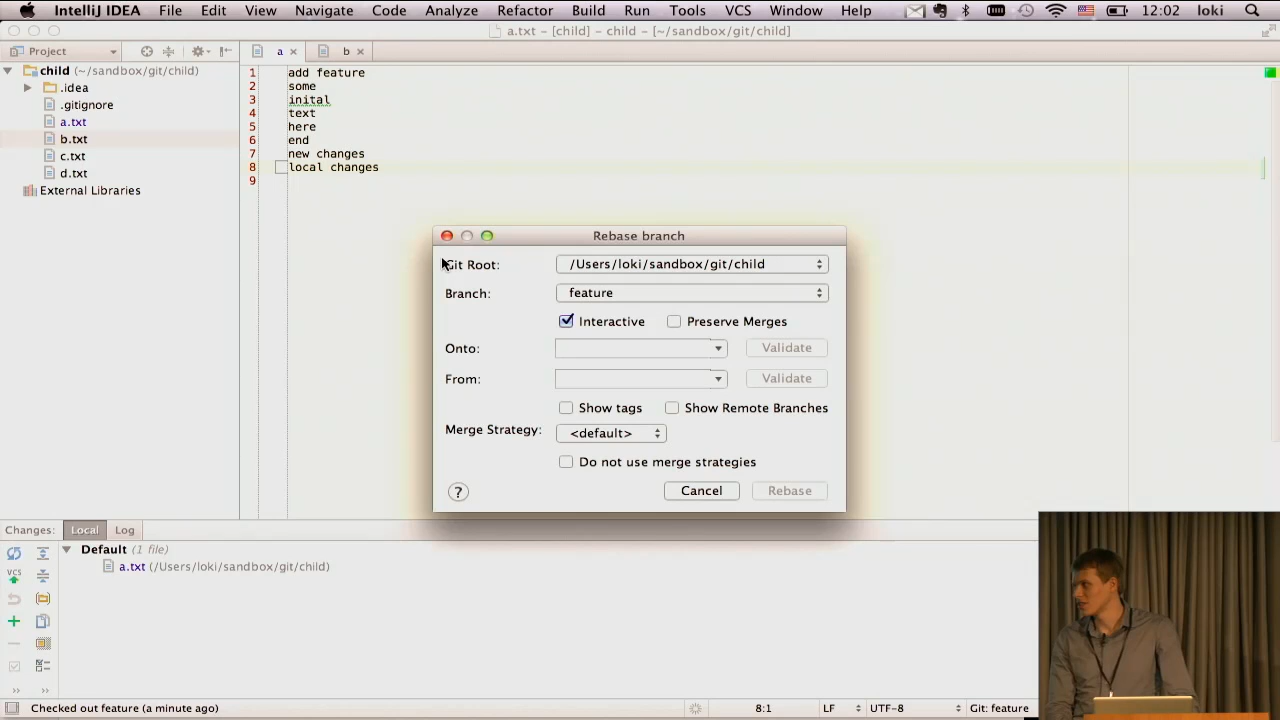 IntelliJ IDEA File Edit View Navigate Code Analyze Refactor Build Run Tools VCS Window Help 12:02 loki
a.txt – [child] – child – [~/sandbox/git/child]
Project a b
child (~/sandbox/git/child)
.idea
.gitignore
a.txt
b.txt
c.txt
d.txt
External Libraries
1 add feature
2 some
3 inital
4 text
5 here
6 end
7 new changes
8 local changes
9
Rebase branch
Git Root: /Users/loki/sandbox/git/child
Branch: feature
Interactive Preserve Merges
Onto: Validate
From: Validate
Show tags Show Remote Branches
Merge Strategy: <default>
Do not use merge strategies
? Cancel Rebase
Changes: Local Log
Default (1 file)
a.txt (/Users/loki/sandbox/git/child)
VCS
Checked out feature (a minute ago) 8:1 LF UTF-8 Git: feature